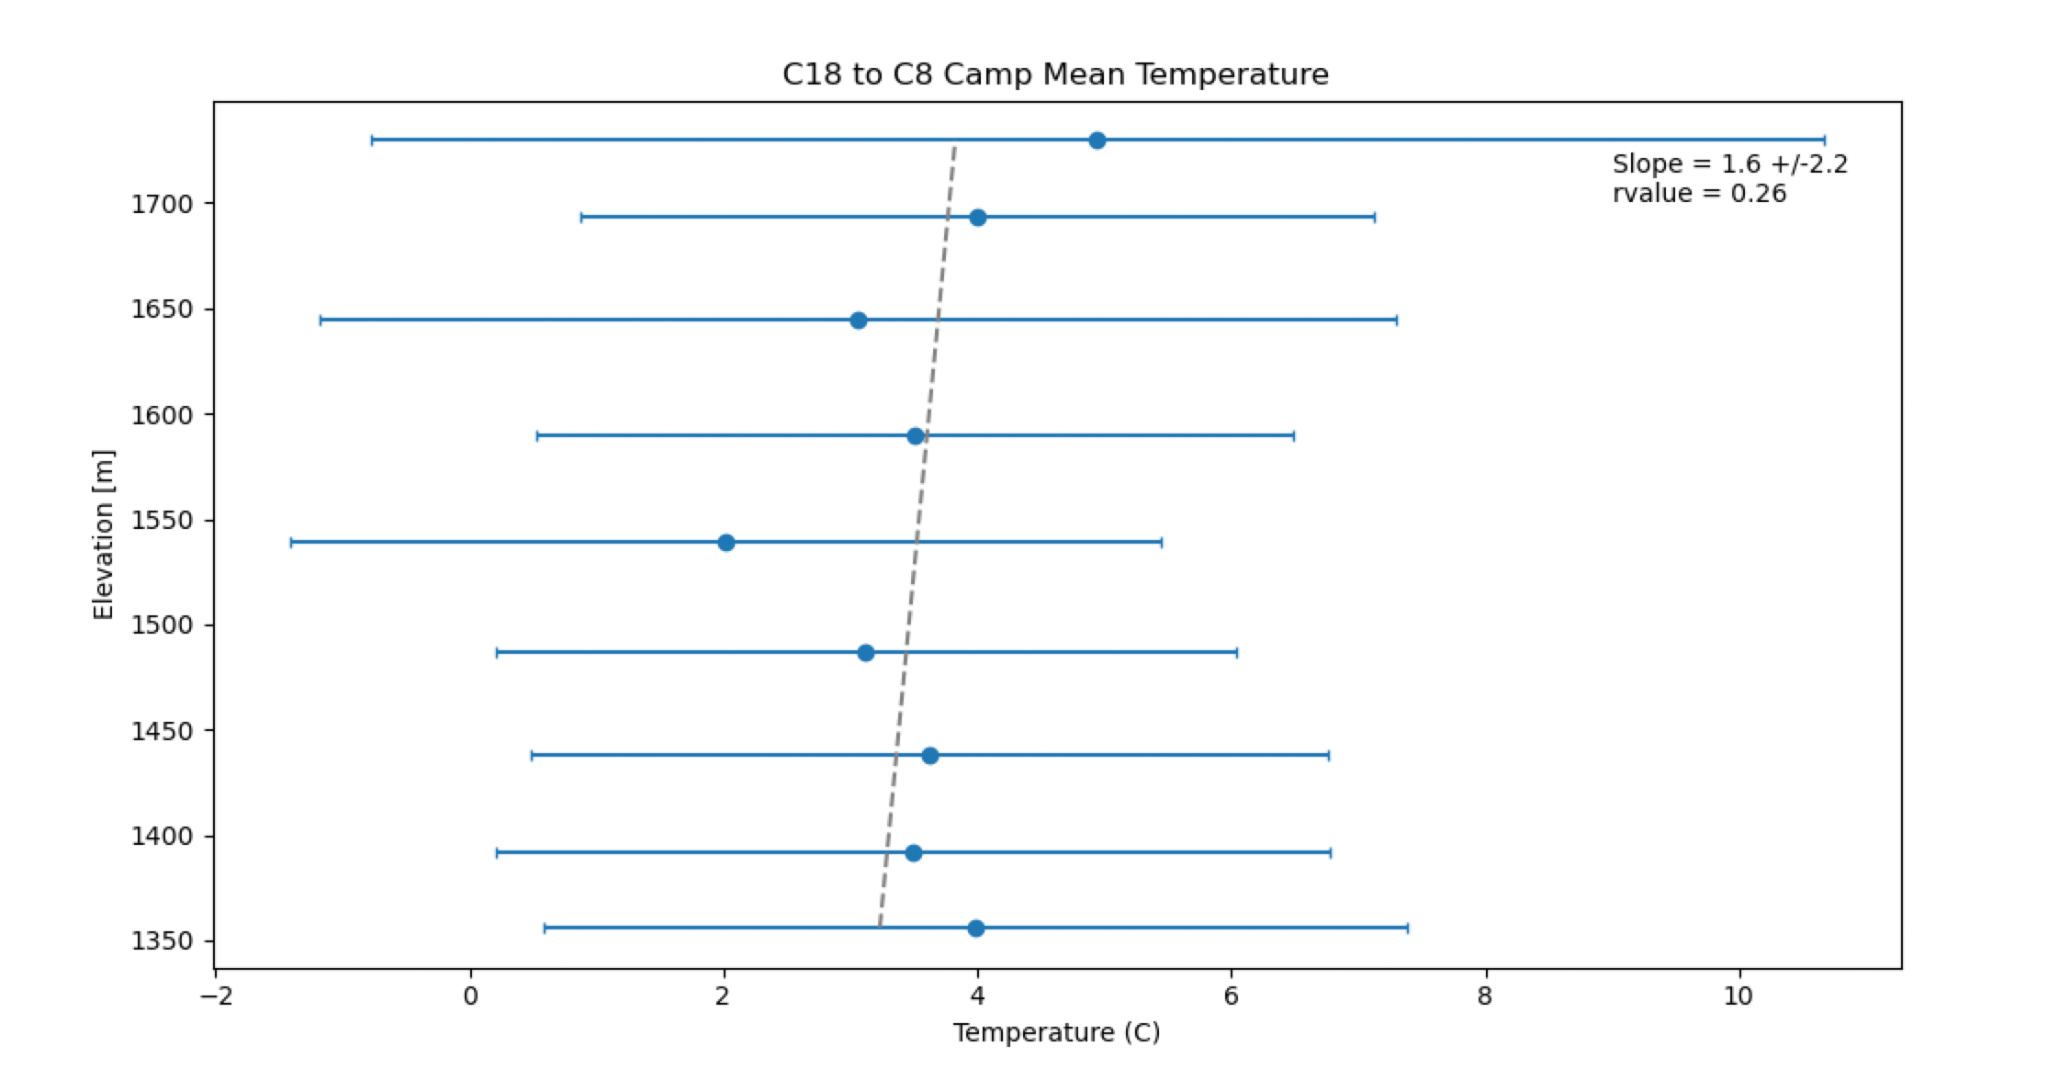 C18 to C8 Camp Mean Temperature
Slope = 1.6 +/-2.2
rvalue = 0.26
1700
1650
1600
1550
1500
1450
1400
1350
Elevation [m]
−2 0 2 4 6 8 10
Temperature (C)